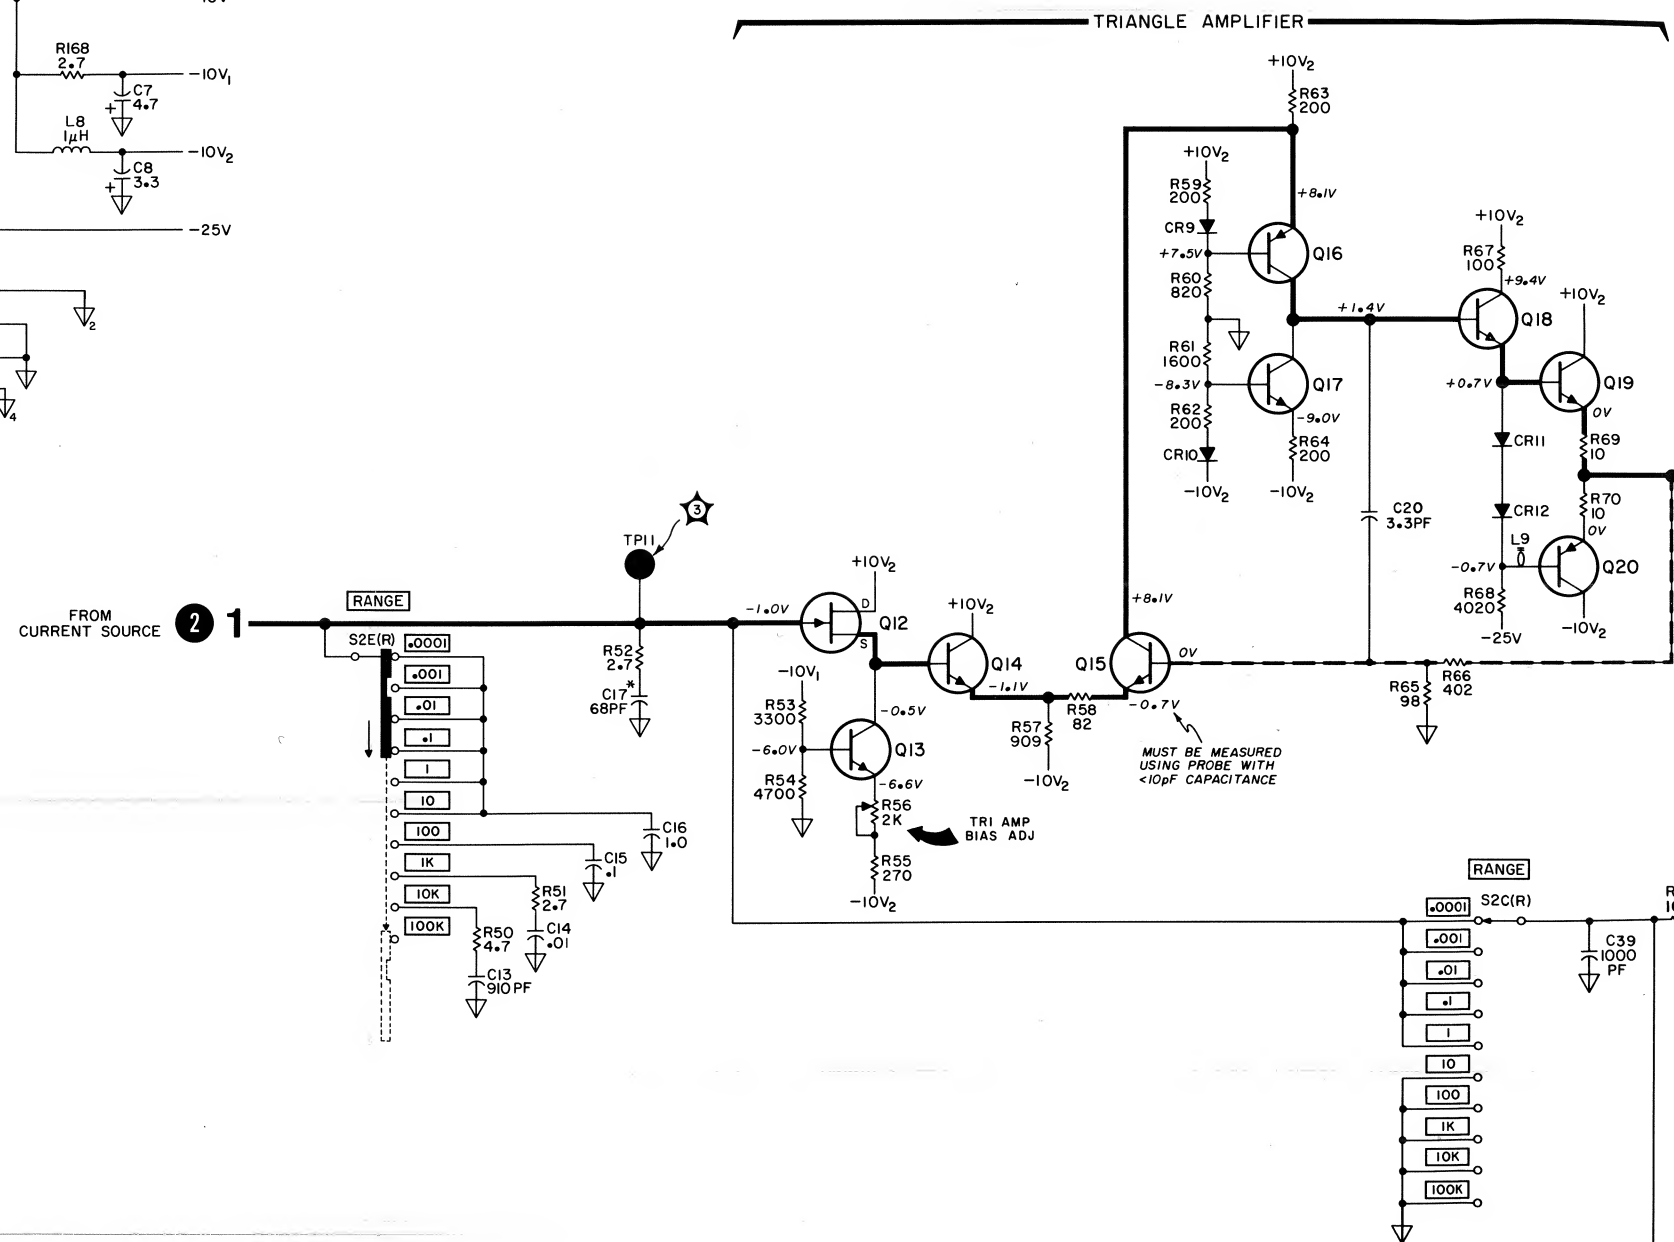 TRIANGLE AMPLIFIER
R168
2.7
-10V1
C7
4.7
+
L8
1µH
-10V2
C8
3.3
+
-25V
2
4
+10V2
R63
200
+10V2
R59
200
+8.1V
CR9
+7.5V
Q16
R60
820
R61
1600
-8.3V
Q17
R62
200
-9.0V
R64
200
CR10
-10V2
-10V2
+1.4V
+10V2
R67
100
+9.4V
Q18
+10V2
+0.7V
Q19
0V
CR11
R69
10
CR12
R70
10
0V
L9
-0.7V
Q20
R68
4020
-25V
-10V2
C20
3.3PF
3
TP11
FROM
CURRENT SOURCE
2
1
RANGE
S2E(R)
.0001
.001
.01
.1
1
10
100
1K
10K
100K
R52
2.7
*
C17
68PF
C16
1.0
C15
.1
R51
2.7
C14
.01
R50
4.7
C13
910PF
-1.0V
+10V2
D
Q12
S
+10V2
Q14
-1.1V
-10V1
R53
3300
-0.5V
-6.0V
Q13
R54
4700
-6.6V
R56
2K
TRI AMP
BIAS ADJ
R55
270
-10V2
R57
909
-10V2
R58
82
+8.1V
Q15
0V
-0.7V
MUST BE MEASURED
USING PROBE WITH
<10pF CAPACITANCE
R65
98
R66
402
RANGE
S2C(R)
.0001
.001
.01
.1
1
10
100
1K
10K
100K
C39
1000
PF